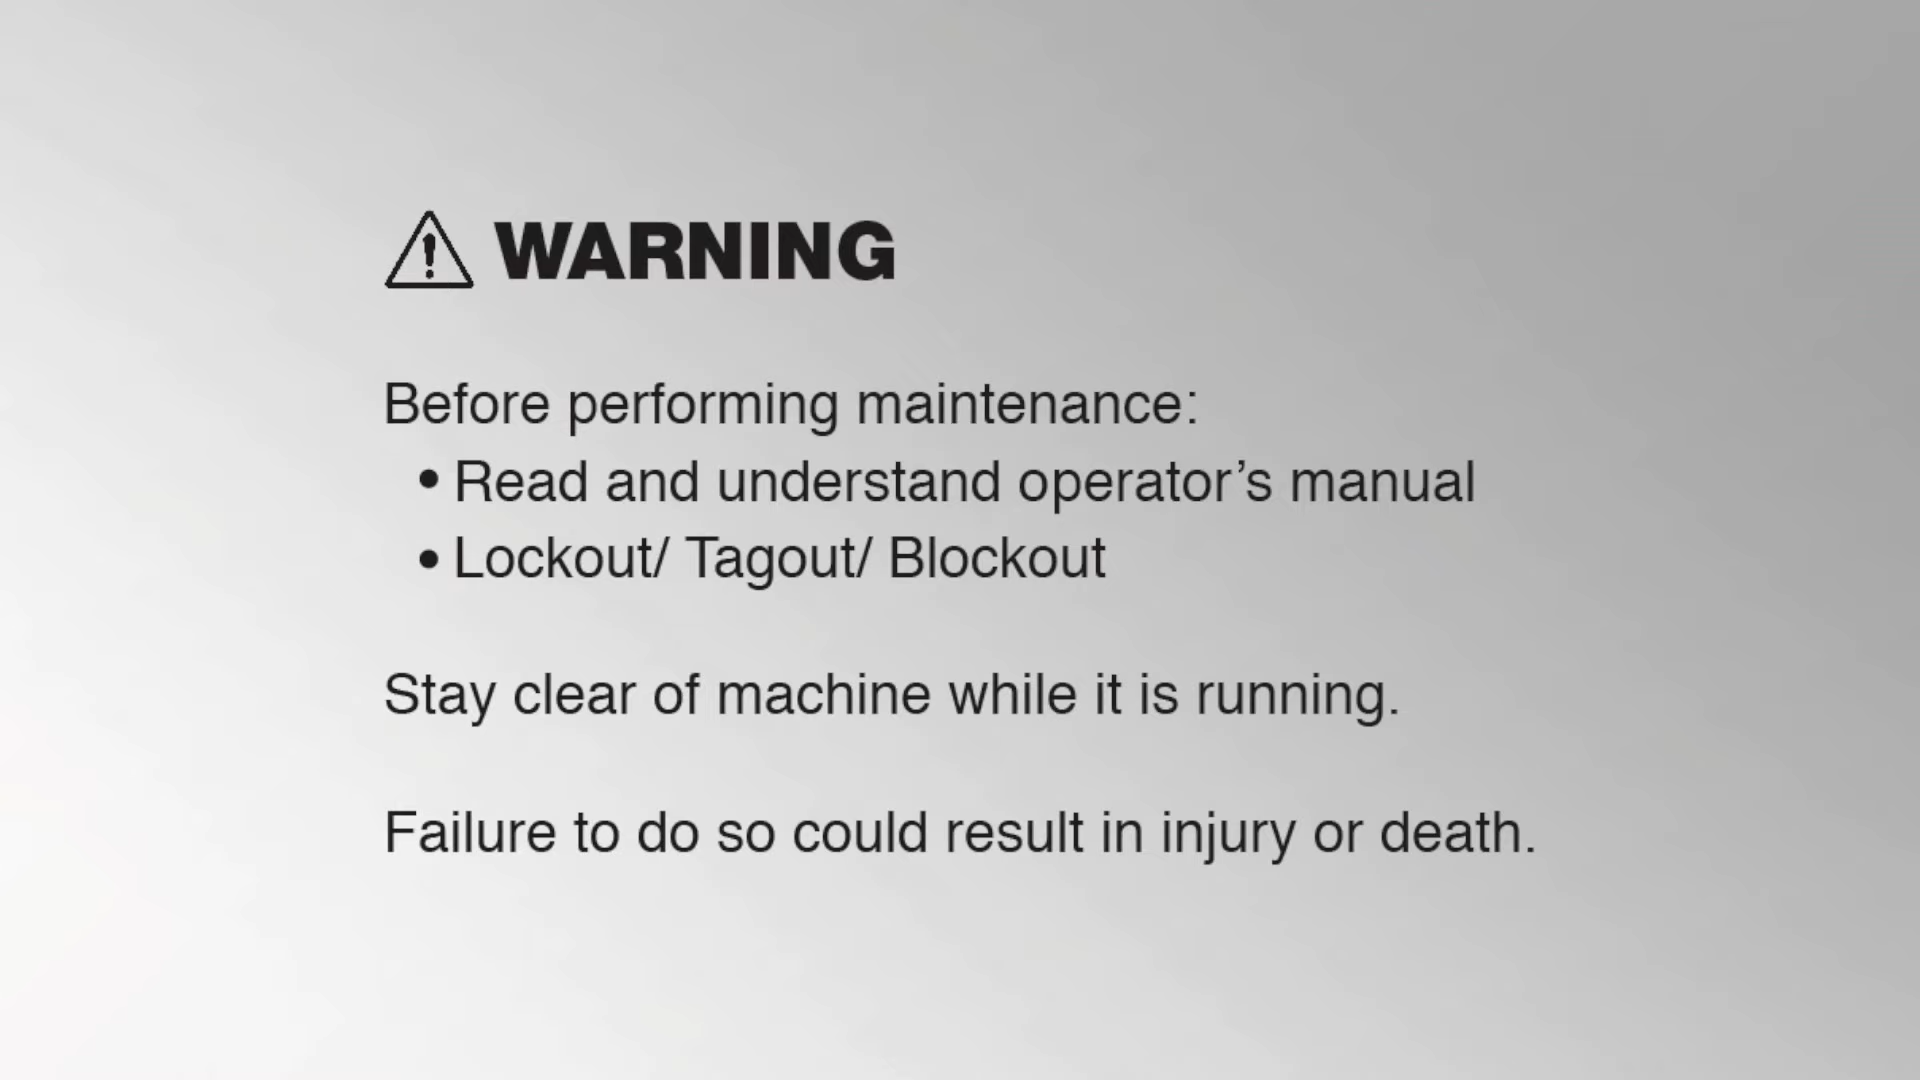 WARNING
Before performing maintenance:
• Read and understand operator’s manual
• Lockout/ Tagout/ Blockout
Stay clear of machine while it is running.
Failure to do so could result in injury or death.